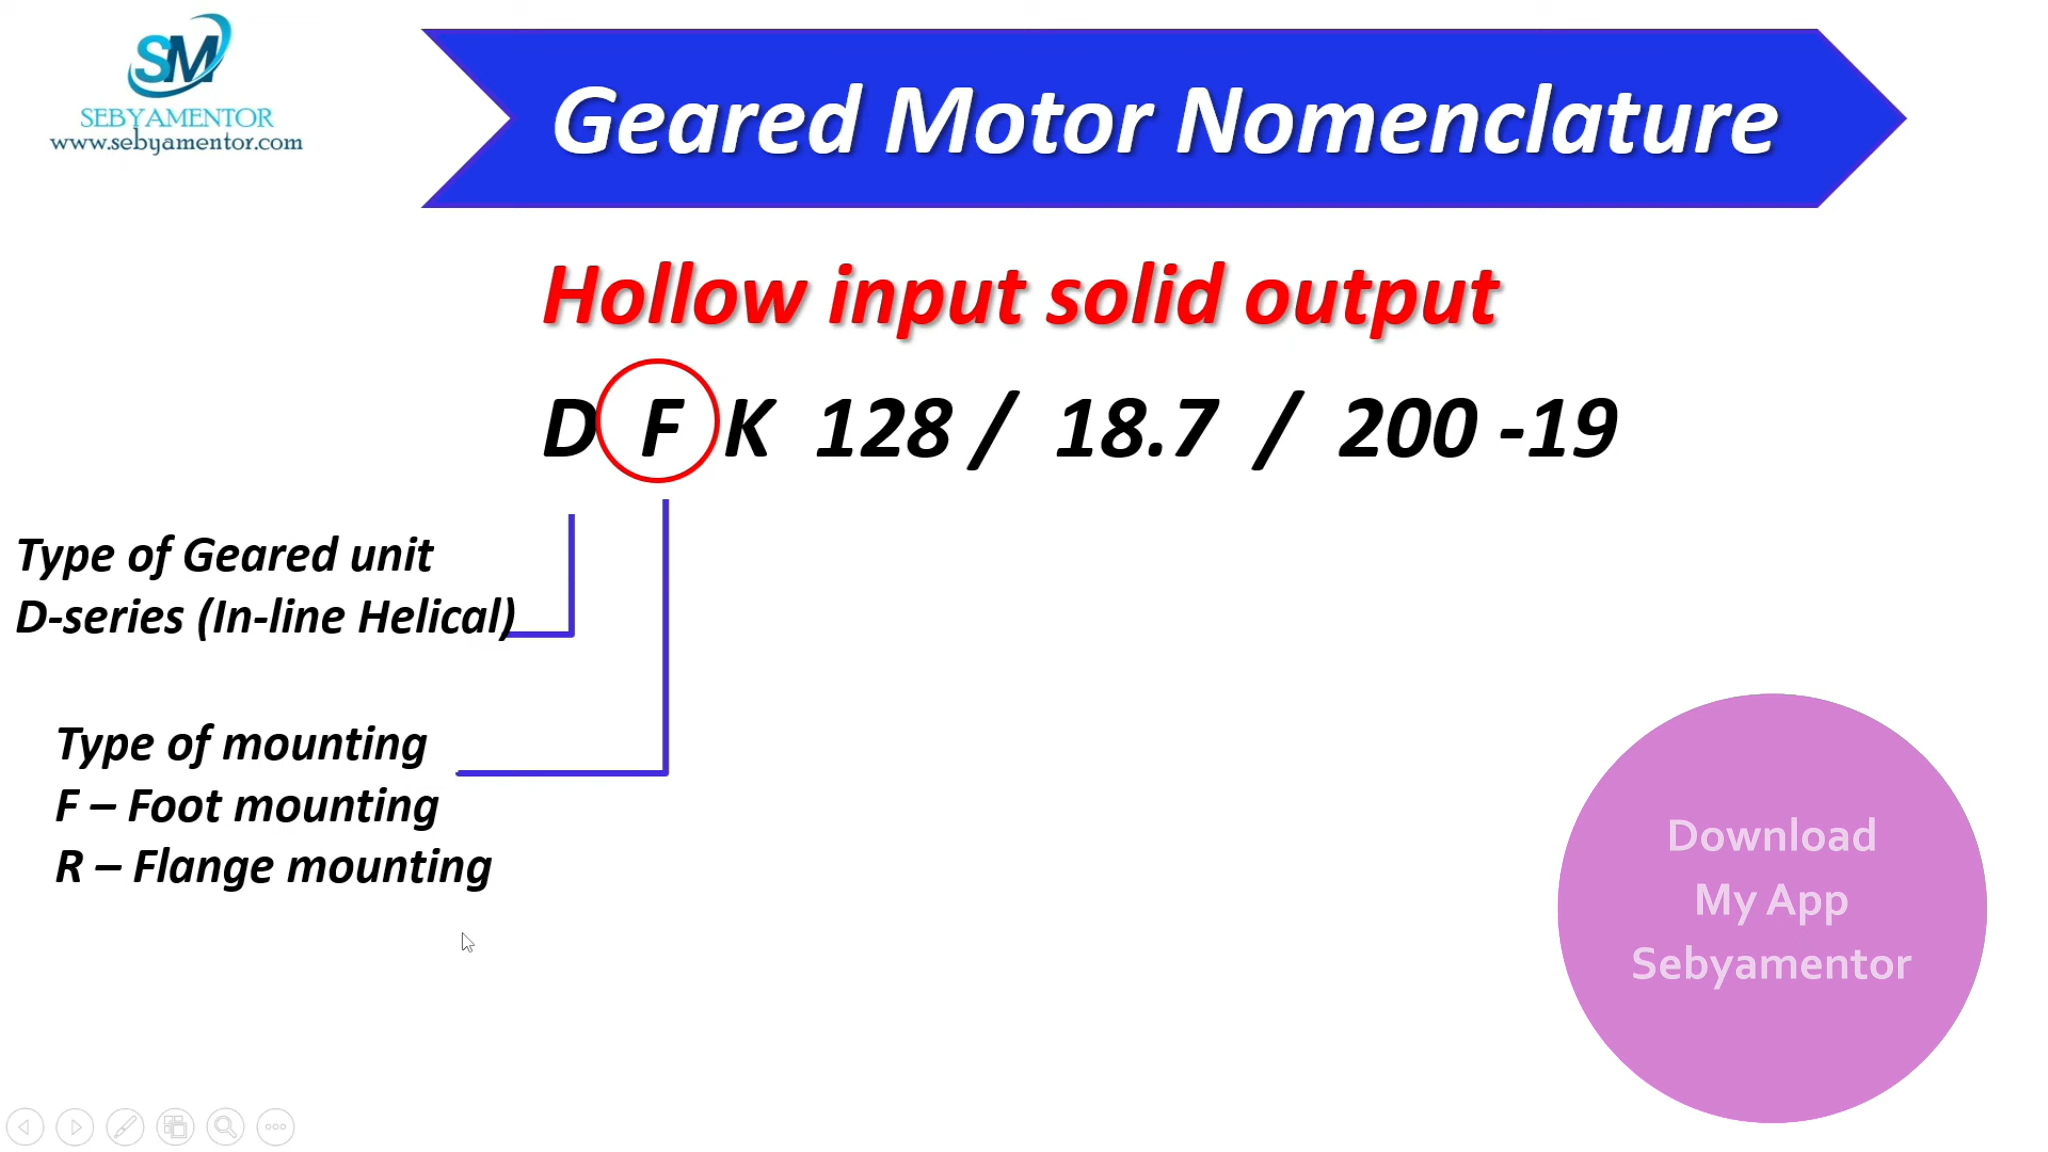 SM
SEBYAMENTOR
www.sebyamentor.com
Geared Motor Nomenclature
Hollow input solid output
D F K 128 / 18.7 / 200 -19
Type of Geared unit
D-series (In-line Helical)
Type of mounting
F – Foot mounting
R – Flange mounting
Download
My App
Sebyamentor